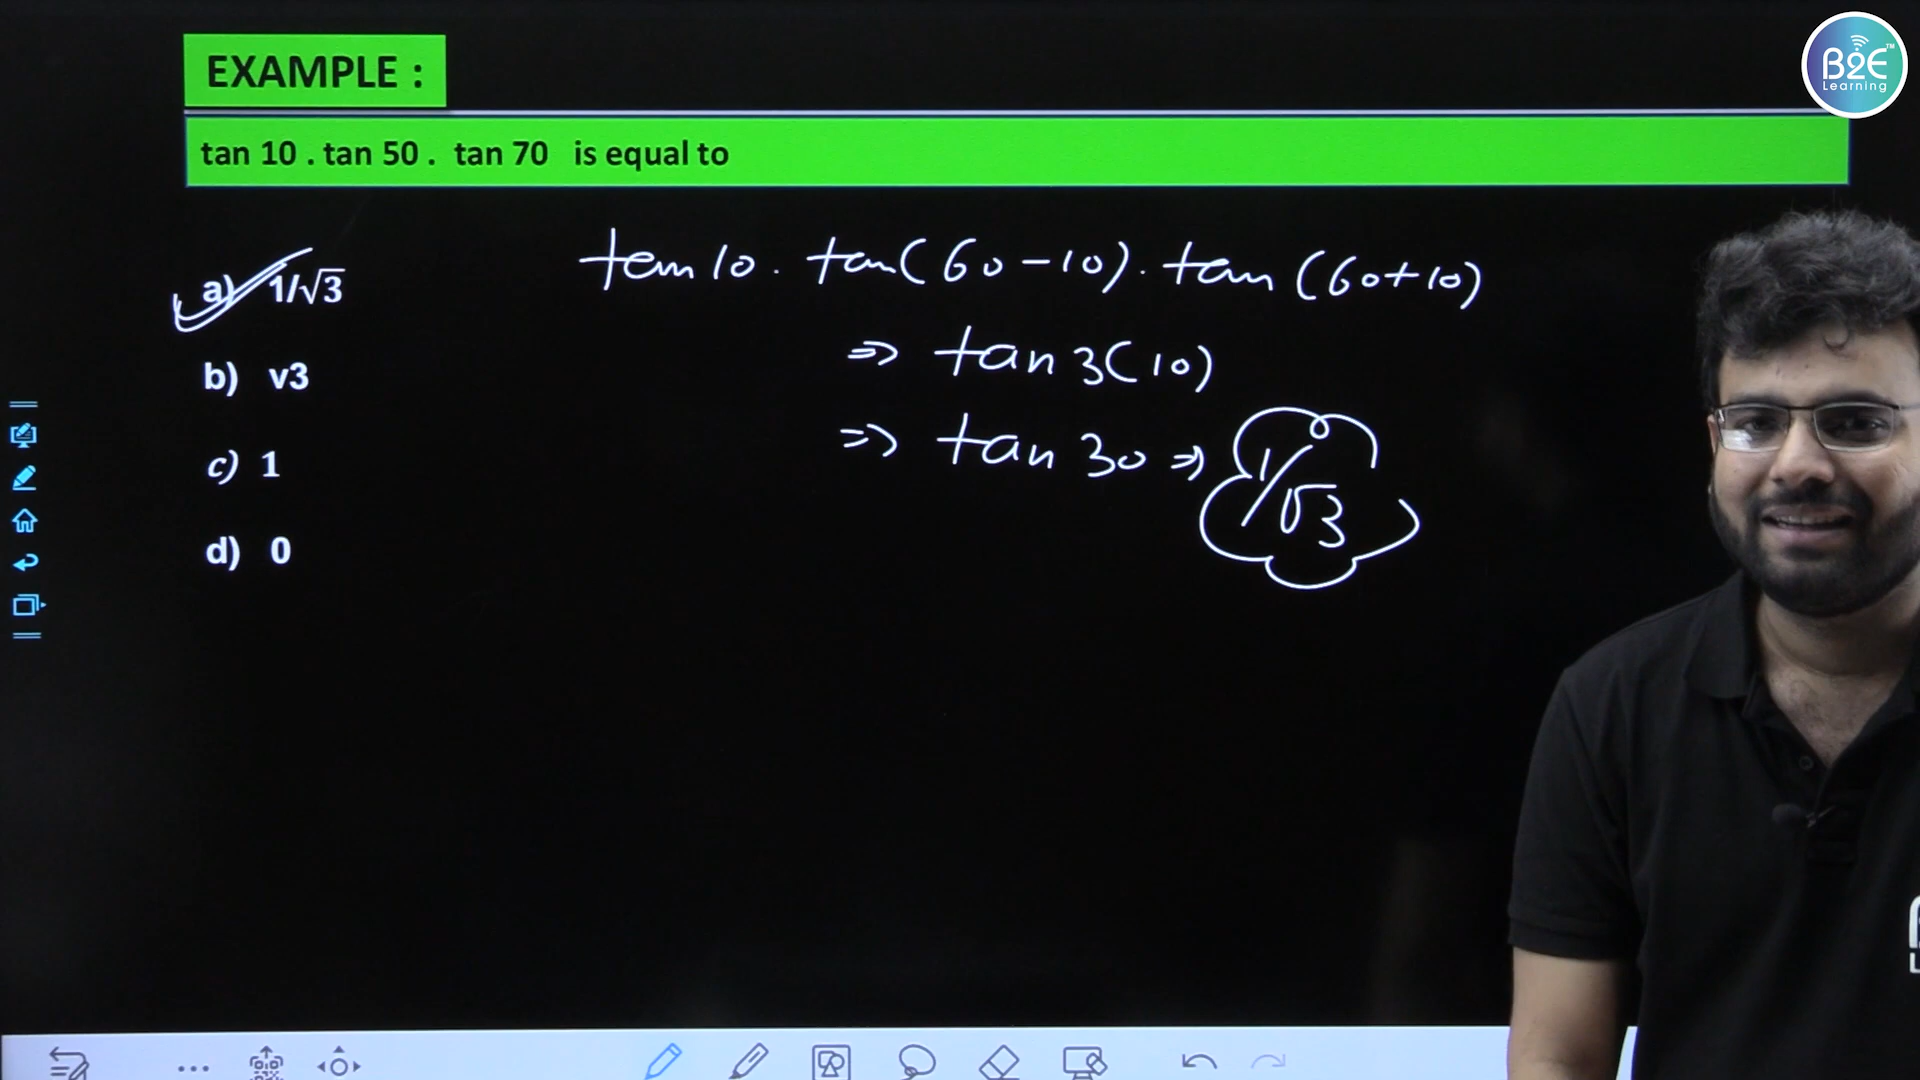 B2E™
Learning
EXAMPLE :
tan 10 . tan 50 . tan 70 is equal to
a) 1/√3
b) v3
c) 1
d) 0
tan 10 . tan(60-10) . tan (60+10)
⇒ tan 3(10)
⇒ tan 30 ⇒ 1/√3